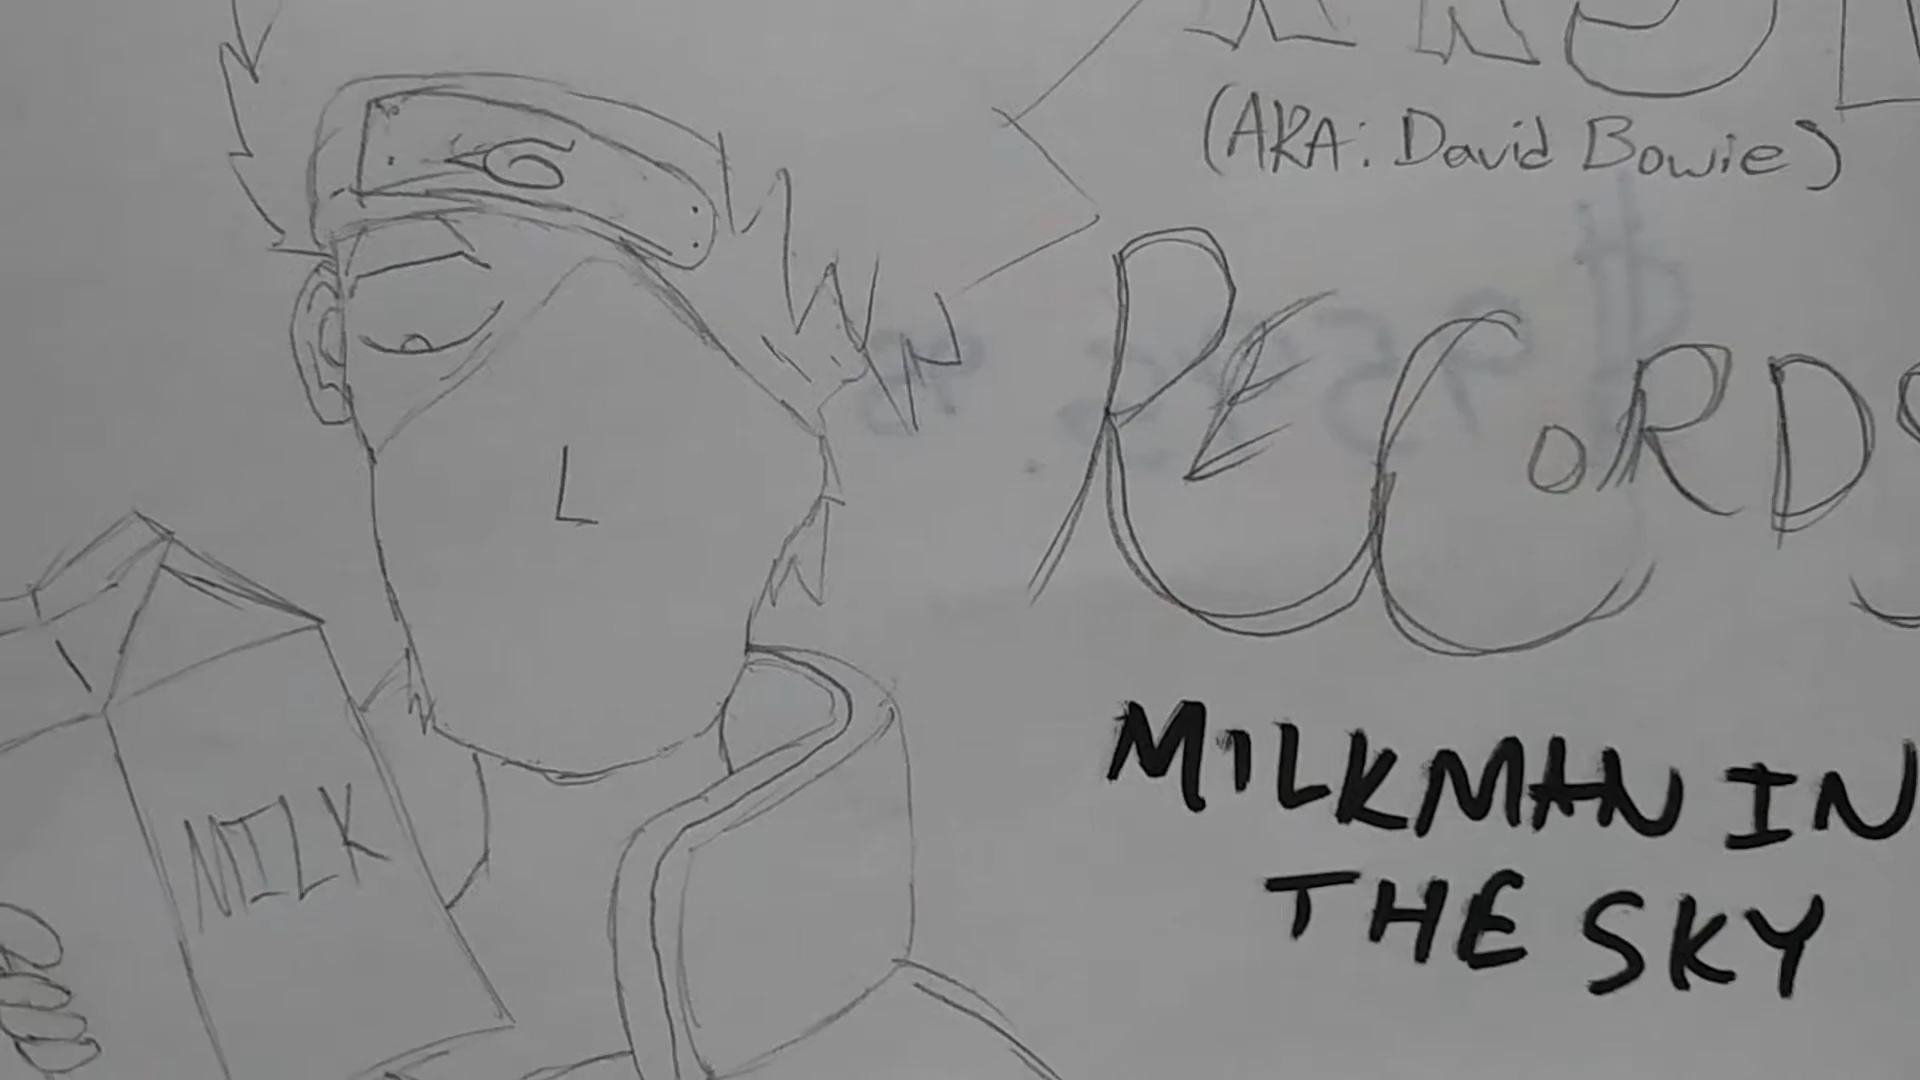 (AKA: David Bowie)
RECORDS
MILK
MILKMAN IN
THE SKY